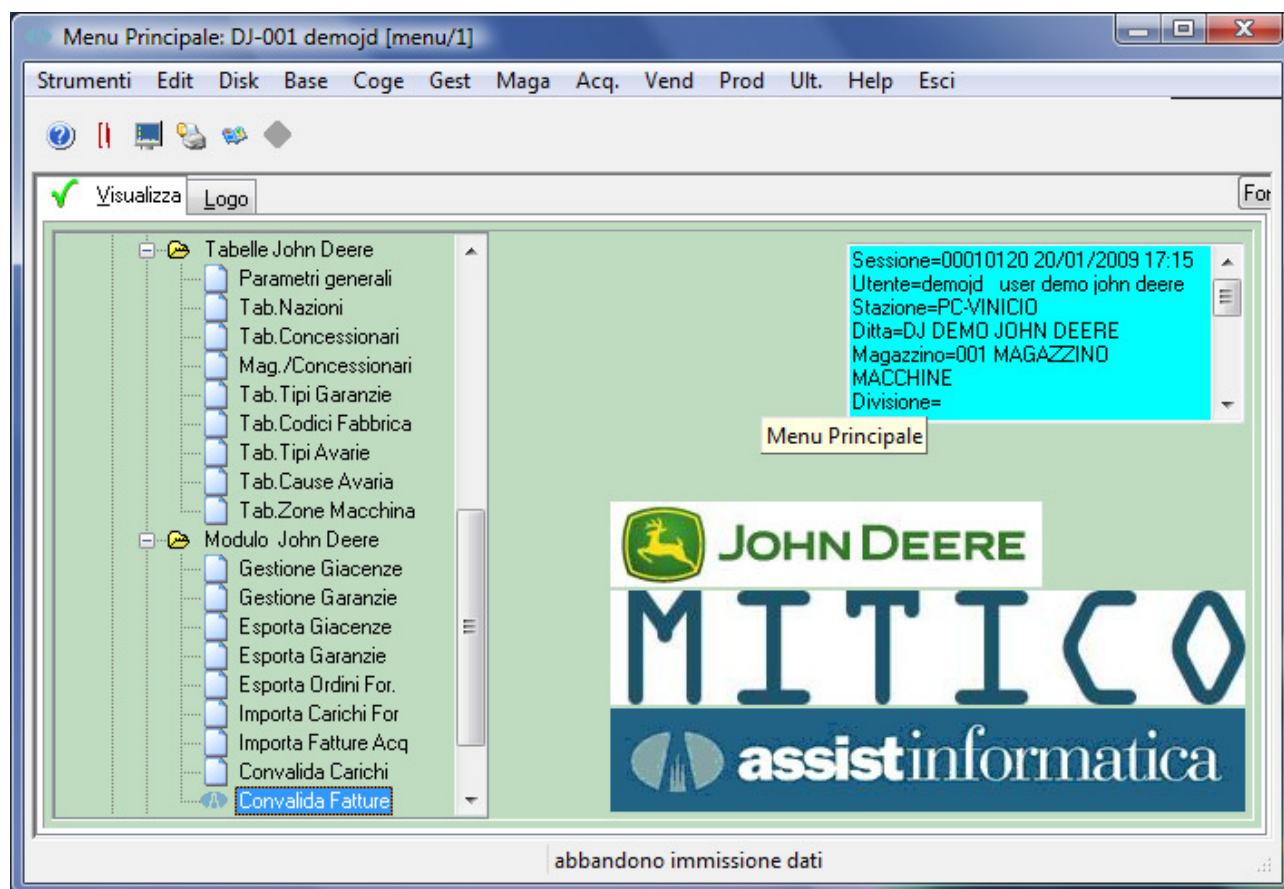 Menu Principale: DJ-001 demojd [menu/1]
Strumenti Edit Disk Base Coge Gest Maga Acq. Vend Prod Ult. Help Esci
Visualizza Logo For
Tabelle John Deere
Parametri generali
Tab.Nazioni
Tab.Concessionari
Mag./Concessionari
Tab.Tipi Garanzie
Tab.Codici Fabbrica
Tab.Tipi Avarie
Tab.Cause Avaria
Tab.Zone Macchina
Modulo John Deere
Gestione Giacenze
Gestione Garanzie
Esporta Giacenze
Esporta Garanzie
Esporta Ordini For.
Importa Carichi For
Importa Fatture Acq
Convalida Carichi
Convalida Fatture
Sessione=00010120 20/01/2009 17:15
Utente=demojd user demo john deere
Stazione=PC-VINICIO
Ditta=DJ DEMO JOHN DEERE
Magazzino=001 MAGAZZINO
MACCHINE
Divisione=
Menu Principale
JOHN DEERE
MITICO
assistinformatica
abbandono immissione dati